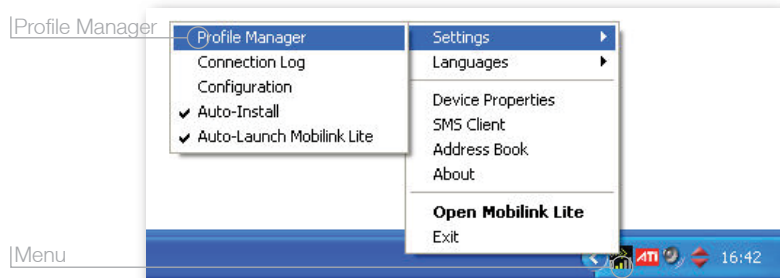 Profile Manager
Profile Manager
Connection Log
Configuration
Auto-Install
Auto-Launch Mobilink Lite
Settings
Languages
Device Properties
SMS Client
Address Book
About
Open Mobilink Lite
Exit
Menu
ATI
16:42